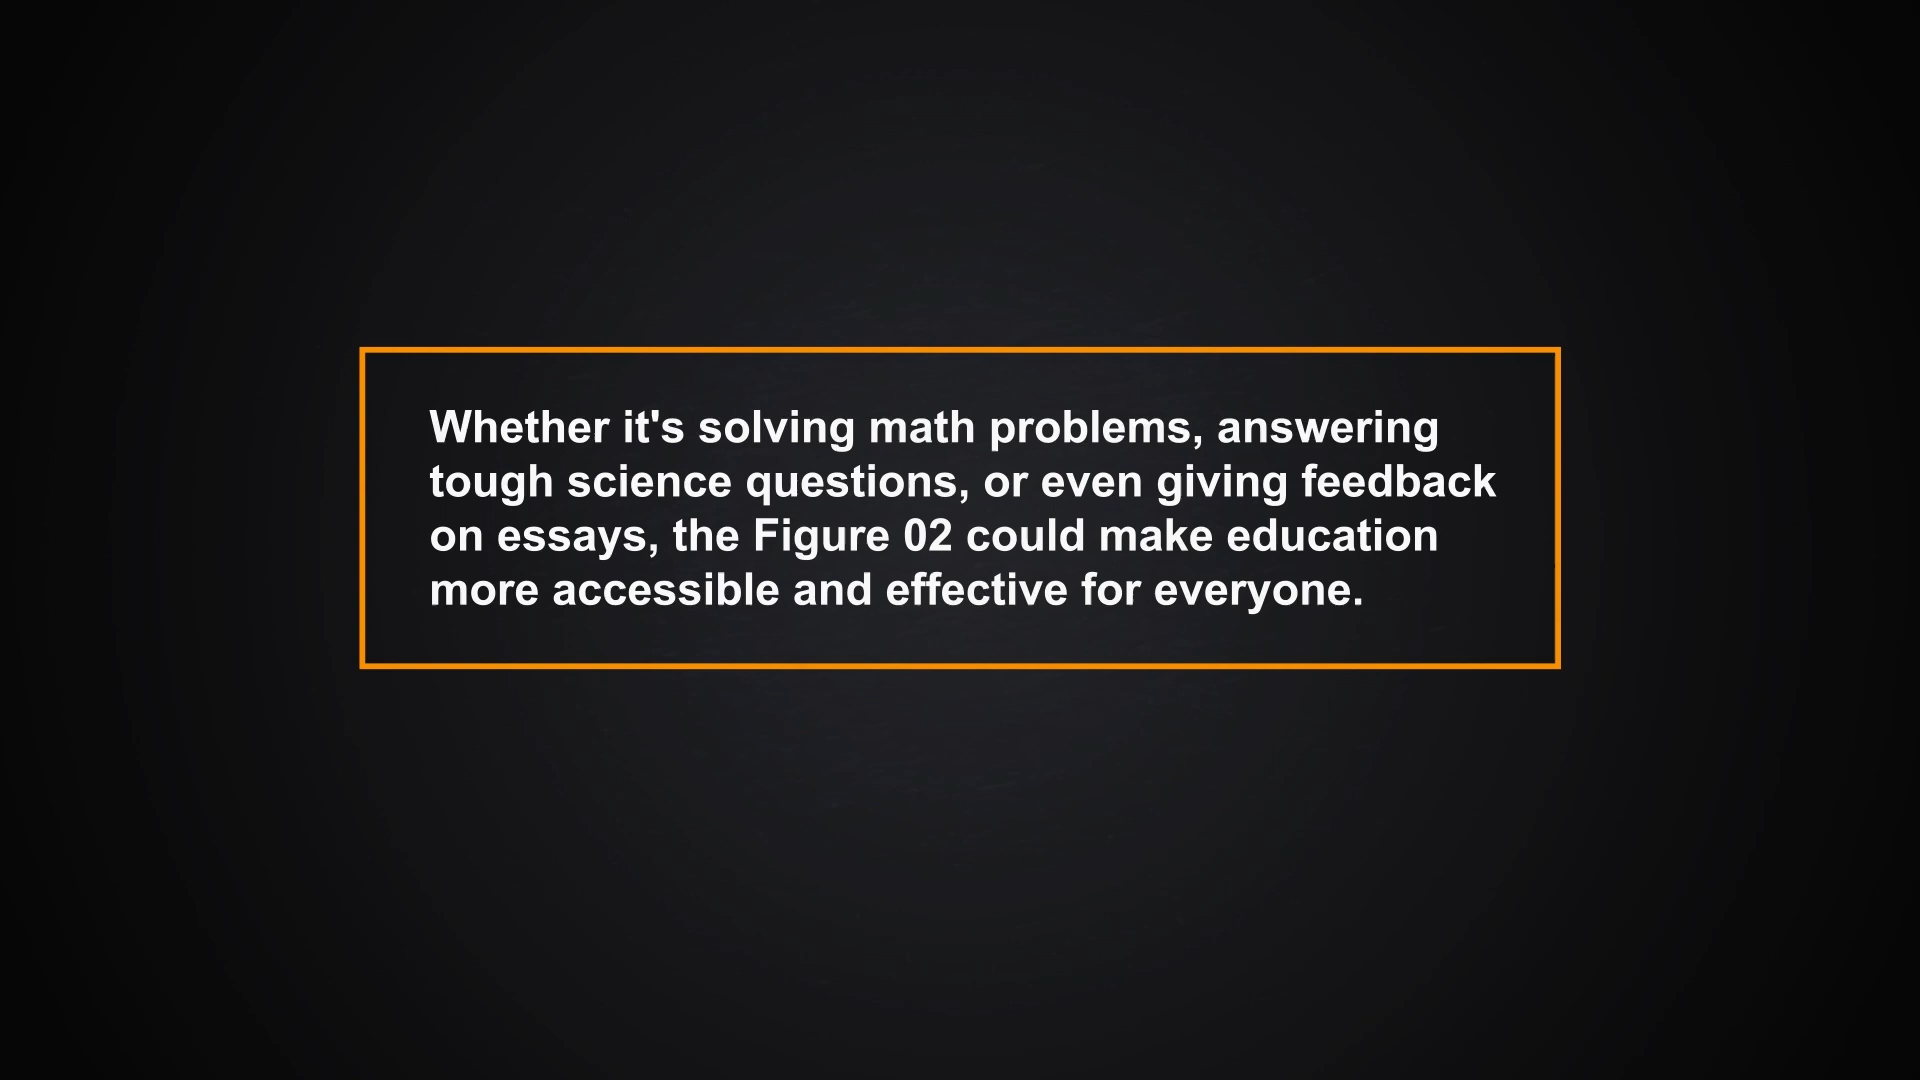 Whether it's solving math problems, answering
tough science questions, or even giving feedback
on essays, the Figure 02 could make education
more accessible and effective for everyone.